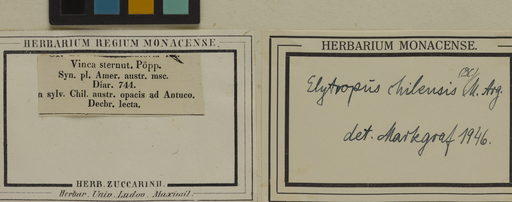 HERBARIUM REGIUM MONACENSE.
Vinca sternut. Pöpp.
Syn. pl. Amer. austr. msc.
Diar. 744.
n sylv. Chil. austr. opacis ad Antuco.
Decbr. lecta.
HERB. ZUCCARINII.
Herbar. Univ. Ludov. Maximil.
HERBARIUM MONACENSE.
Elytropus chilensis (DC) M. Arg.
det. Markgraf 1946.